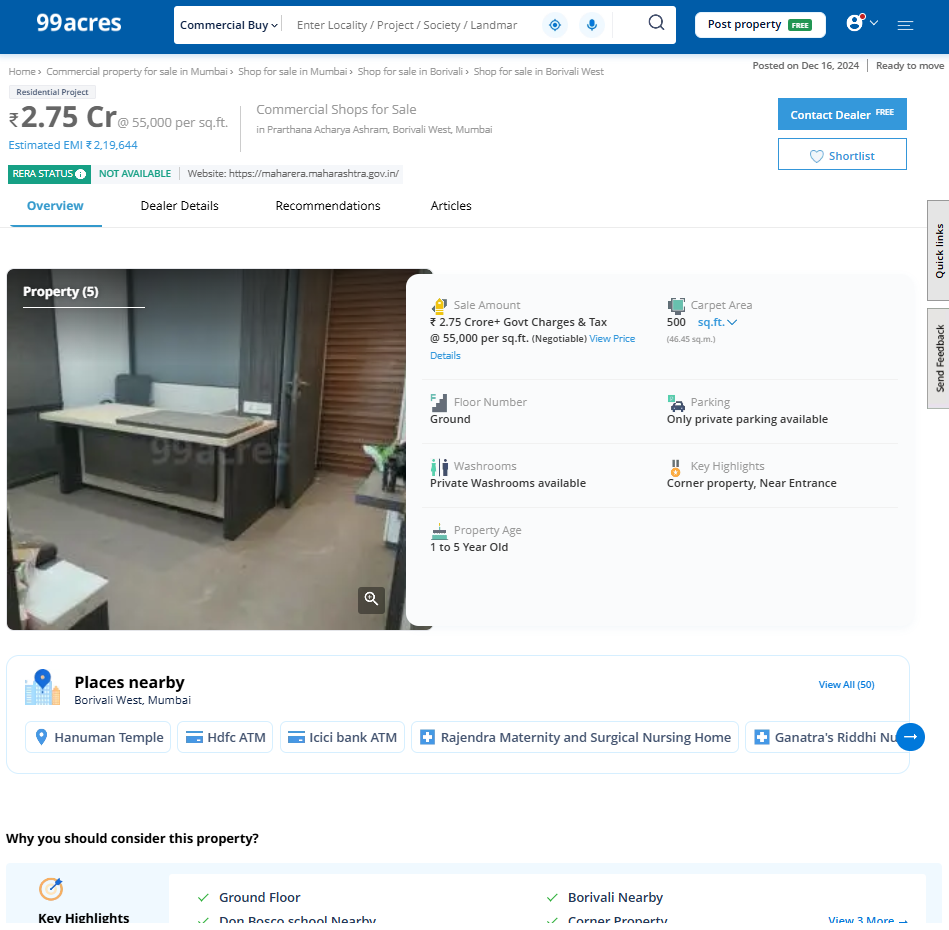 99acres
Commercial Buy
Enter Locality / Project / Society / Landmar
Post property FREE
Home › Commercial property for sale in Mumbai › Shop for sale in Mumbai › Shop for sale in Borivali › Shop for sale in Borivali West
Posted on Dec 16, 2024 | Ready to move
Residential Project
₹2.75 Cr @ 55,000 per sq.ft.
Estimated EMI ₹ 2,19,644
Commercial Shops for Sale
in Prarthana Acharya Ashram, Borivali West, Mumbai
Contact Dealer FREE
Shortlist
RERA STATUS NOT AVAILABLE Website: https://maharera.maharashtra.gov.in/
Overview
Dealer Details
Recommendations
Articles
Quick links
Send Feedback
Property (5)
99acres
Sale Amount
₹ 2.75 Crore+ Govt Charges & Tax
@ 55,000 per sq.ft. (Negotiable) View Price
Details
Carpet Area
500 sq.ft.
(46.45 sq.m.)
Floor Number
Ground
Parking
Only private parking available
Washrooms
Private Washrooms available
Key Highlights
Corner property, Near Entrance
Property Age
1 to 5 Year Old
Places nearby
Borivali West, Mumbai
View All (50)
Hanuman Temple
Hdfc ATM
Icici bank ATM
Rajendra Maternity and Surgical Nursing Home
Ganatra's Riddhi Nu
Why you should consider this property?
Key Highlights
Ground Floor
Borivali Nearby
Don Bosco school Nearby
Corner Property
View 3 More →